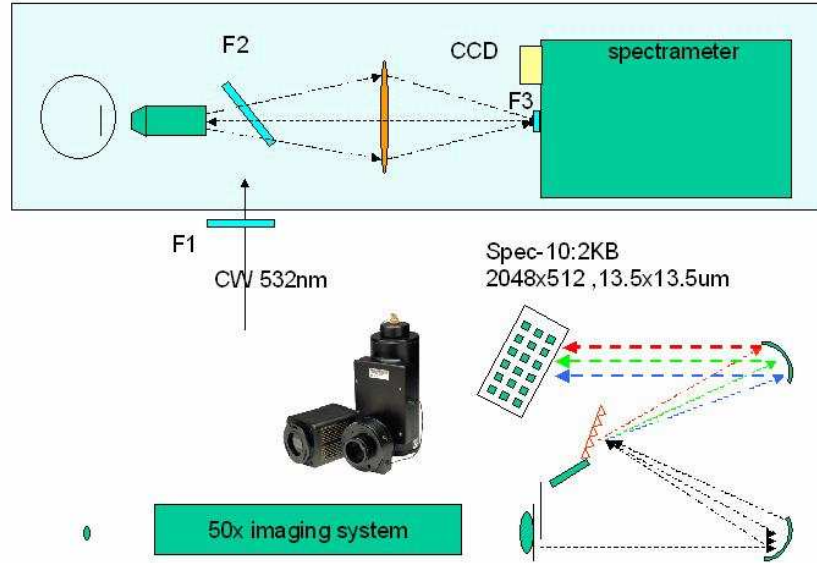 F2
CCD
spectrameter
F3
F1
CW 532nm
Spec-10:2KB
2048x512 ,13.5x13.5um
50x imaging system